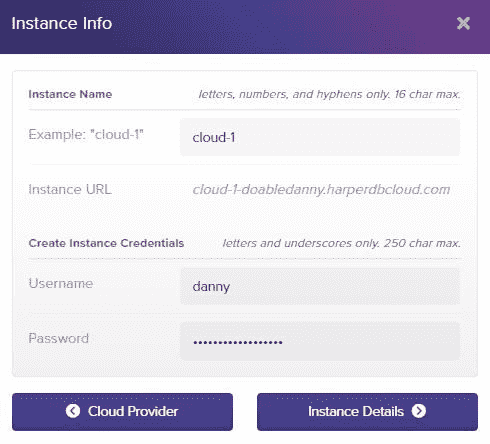 Instance Info
Instance Name letters, numbers, and hyphens only. 16 char max.
Example: "cloud-1" cloud-1
Instance URL cloud-1-doabledanny.harperdbcloud.com
Create Instance Credentials letters and underscores only. 250 char max.
Username danny
Password ••••••••••••••••••
Cloud Provider Instance Details